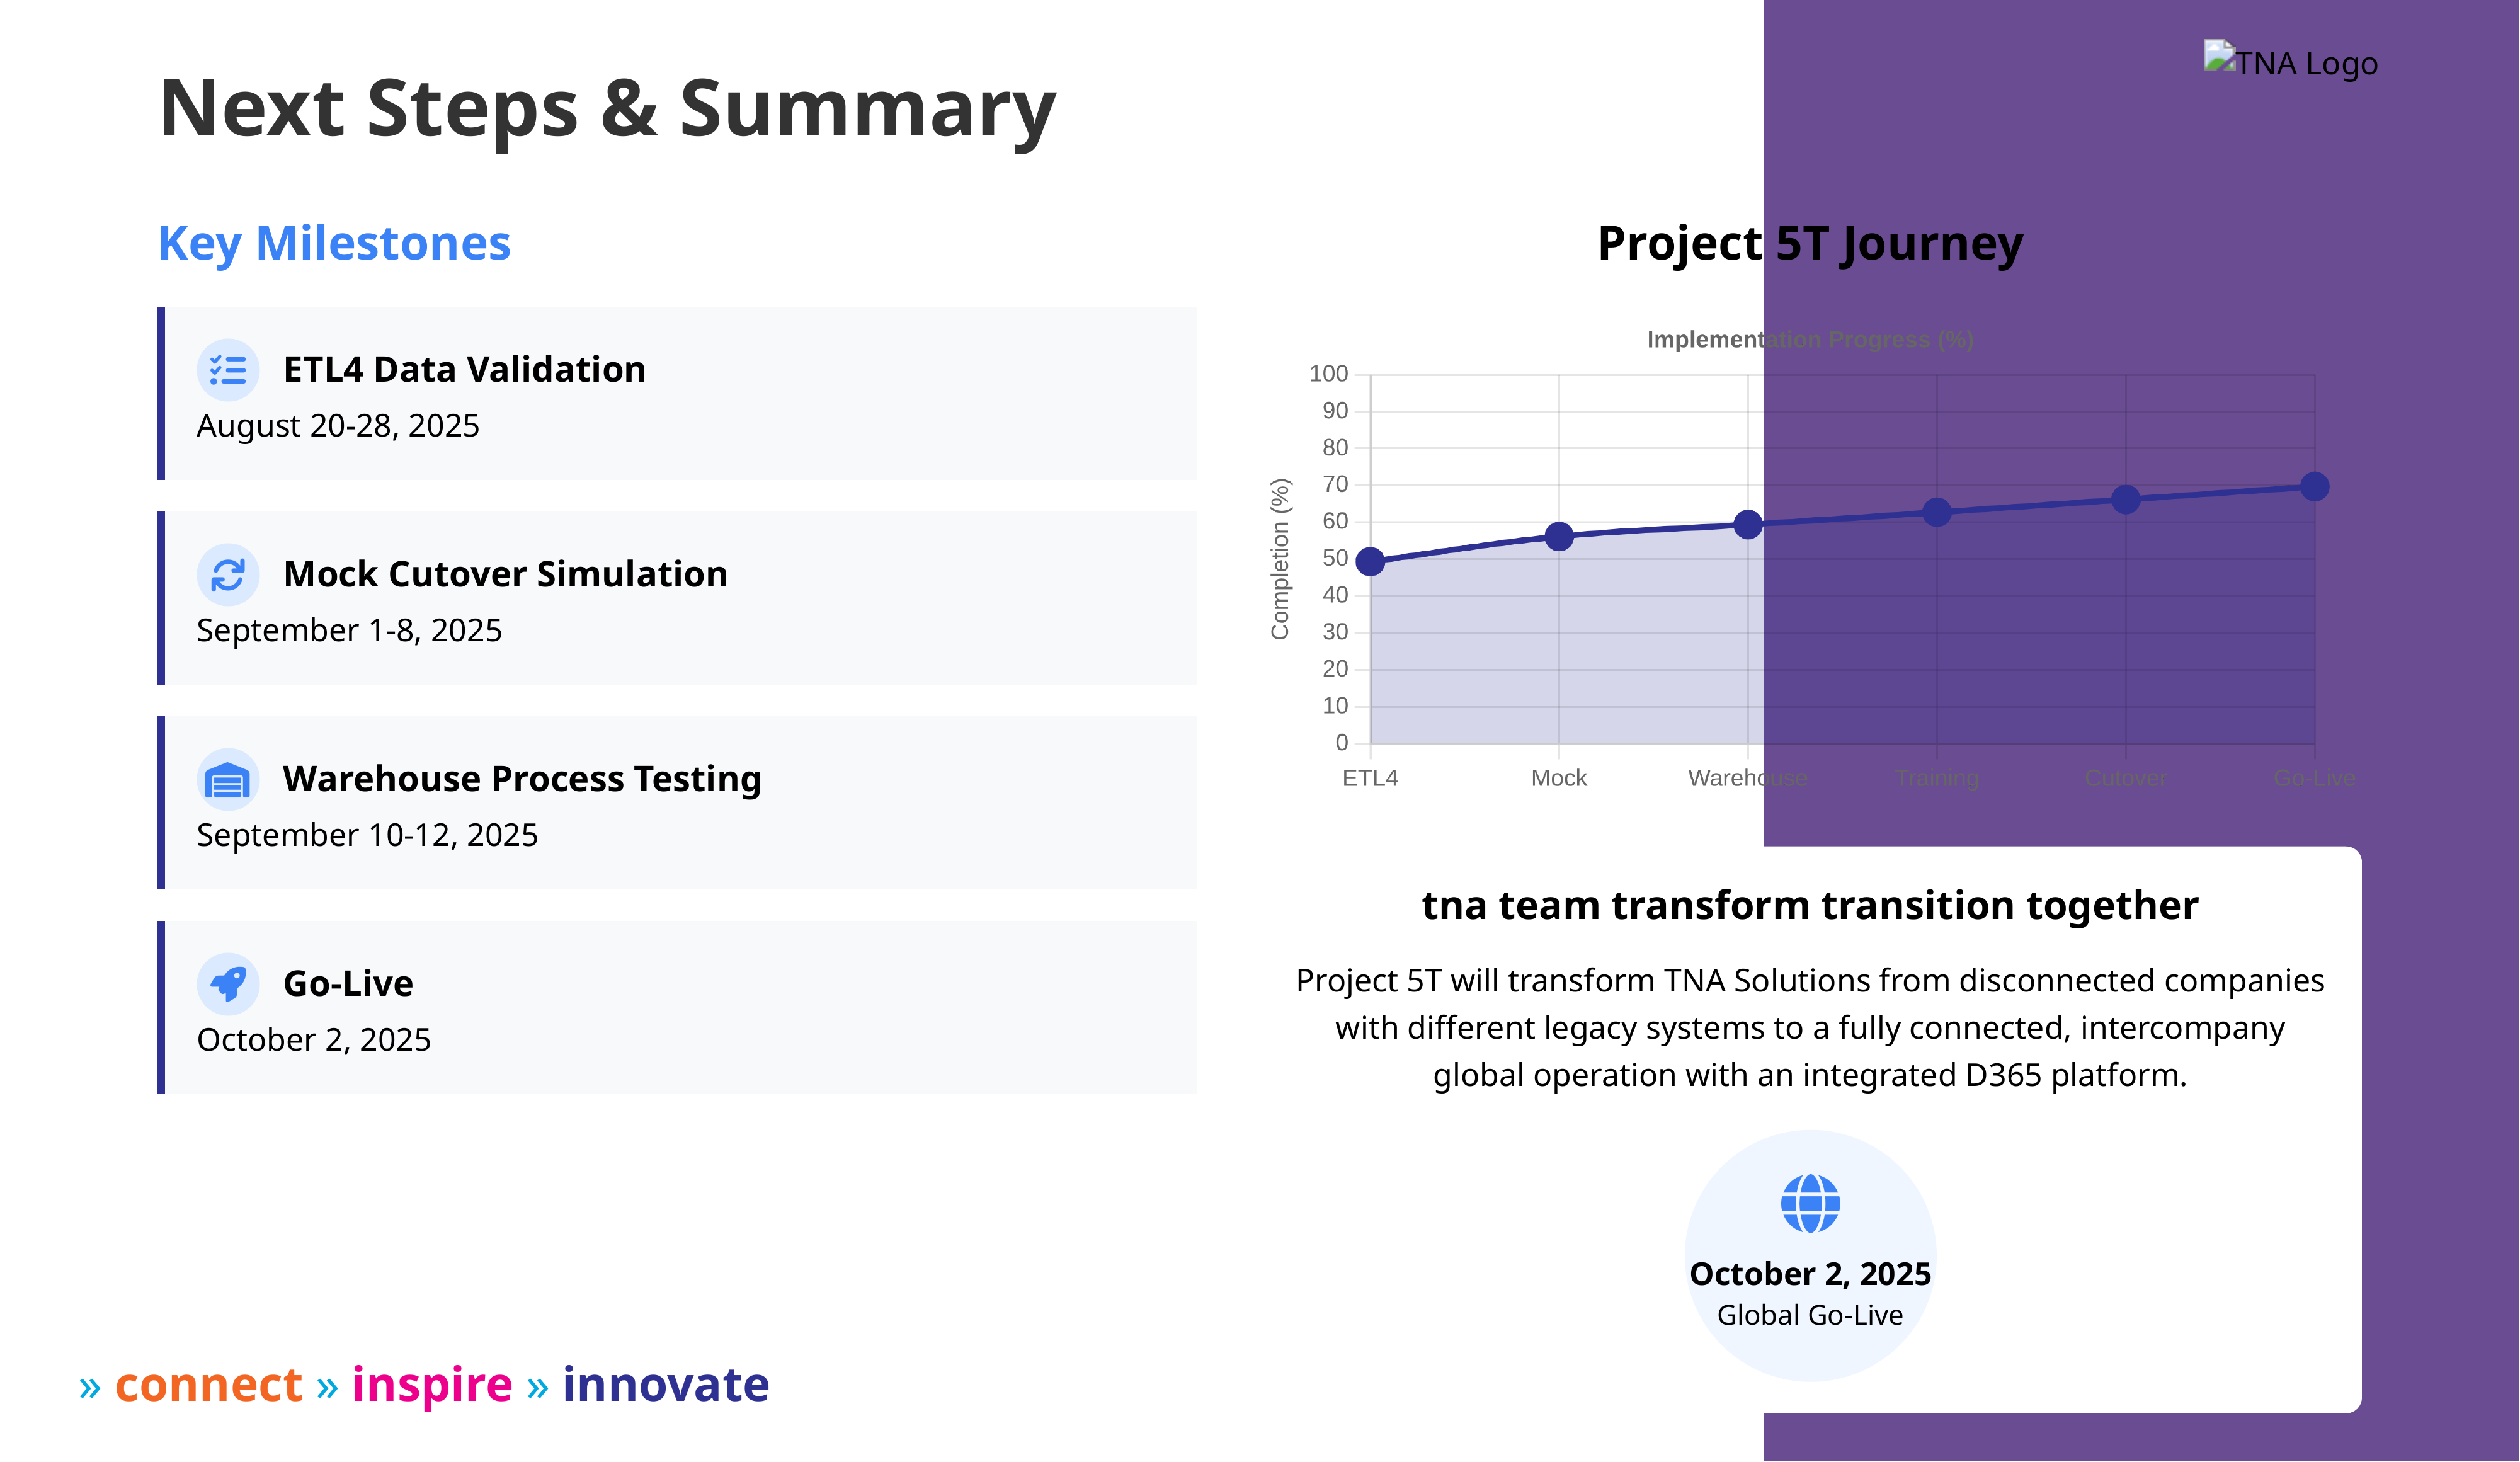 TNA Logo
Next Steps & Summary
Key Milestones
ETL4 Data Validation
August 20-28, 2025
Mock Cutover Simulation
September 1-8, 2025
Warehouse Process Testing
September 10-12, 2025
Go-Live
October 2, 2025
Project 5T Journey
Implementation Progress (%)
Completion (%)
100
90
80
70
60
50
40
30
20
10
0
ETL4 Mock Warehouse Training Cutover Go-Live
tna team transform transition together
Project 5T will transform TNA Solutions from disconnected companies
with different legacy systems to a fully connected, intercompany
global operation with an integrated D365 platform.
October 2, 2025
Global Go-Live
» connect » inspire » innovate